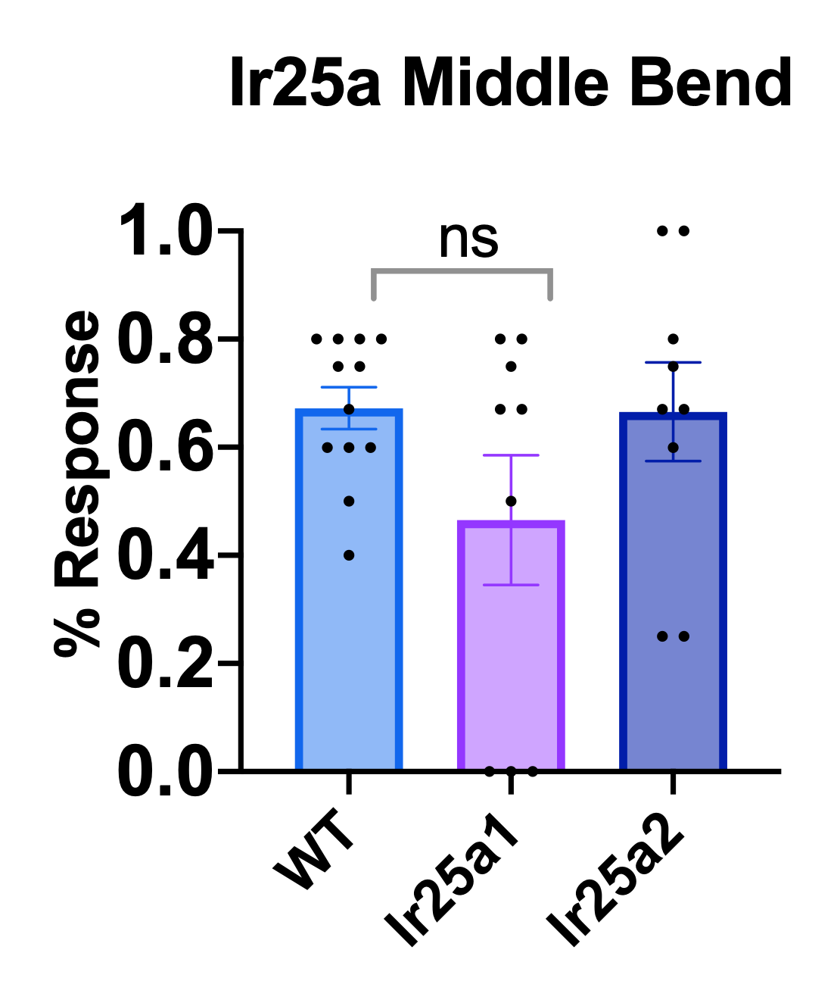 Ir25a Middle Bend
ns
% Response
1.0
0.8
0.6
0.4
0.2
0.0
WT
Ir25a1
Ir25a2